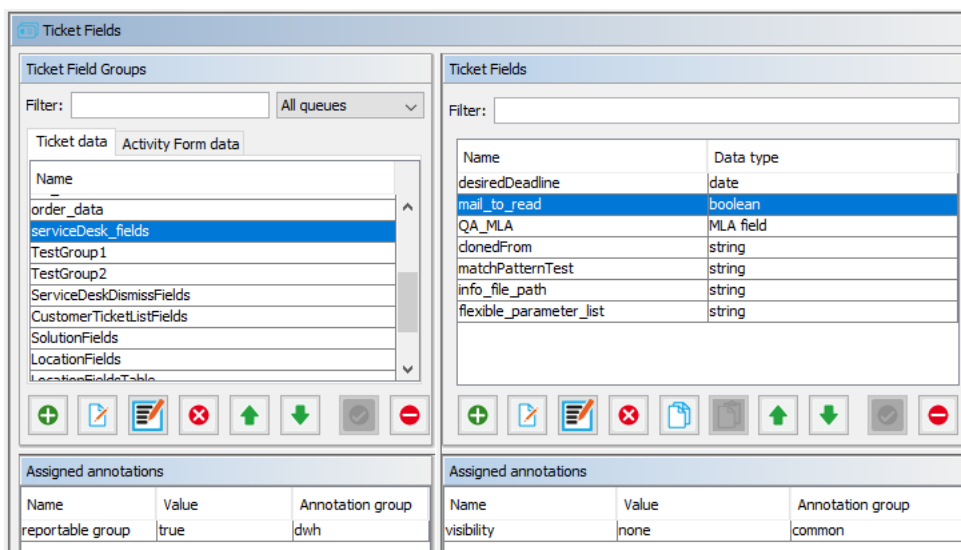 Ticket Fields
Ticket Field Groups
Filter:
All queues
Ticket data
Activity Form data
Name
order_data
serviceDesk_fields
TestGroup1
TestGroup2
ServiceDeskDismissFields
CustomerTicketListFields
SolutionFields
LocationFields
LocationFieldsTable
Assigned annotations
Name Value Annotation group
reportable group true dwh
Ticket Fields
Filter:
Name Data type
desiredDeadline date
mail_to_read boolean
QA_MLA MLA field
clonedFrom string
matchPatternTest string
info_file_path string
flexible_parameter_list string
Assigned annotations
Name Value Annotation group
visibility none common